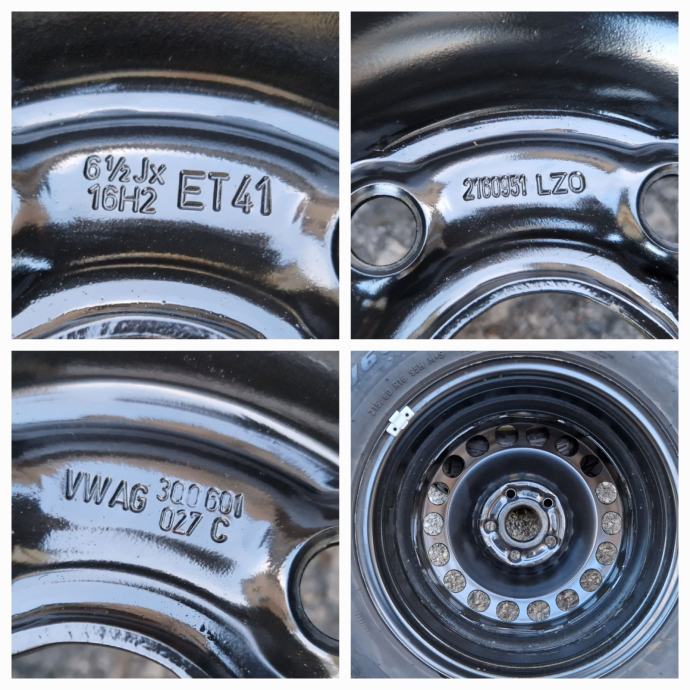 6½Jx
16H2
ET41
2160951 LZO
VWAG
3Q0 601
027 C